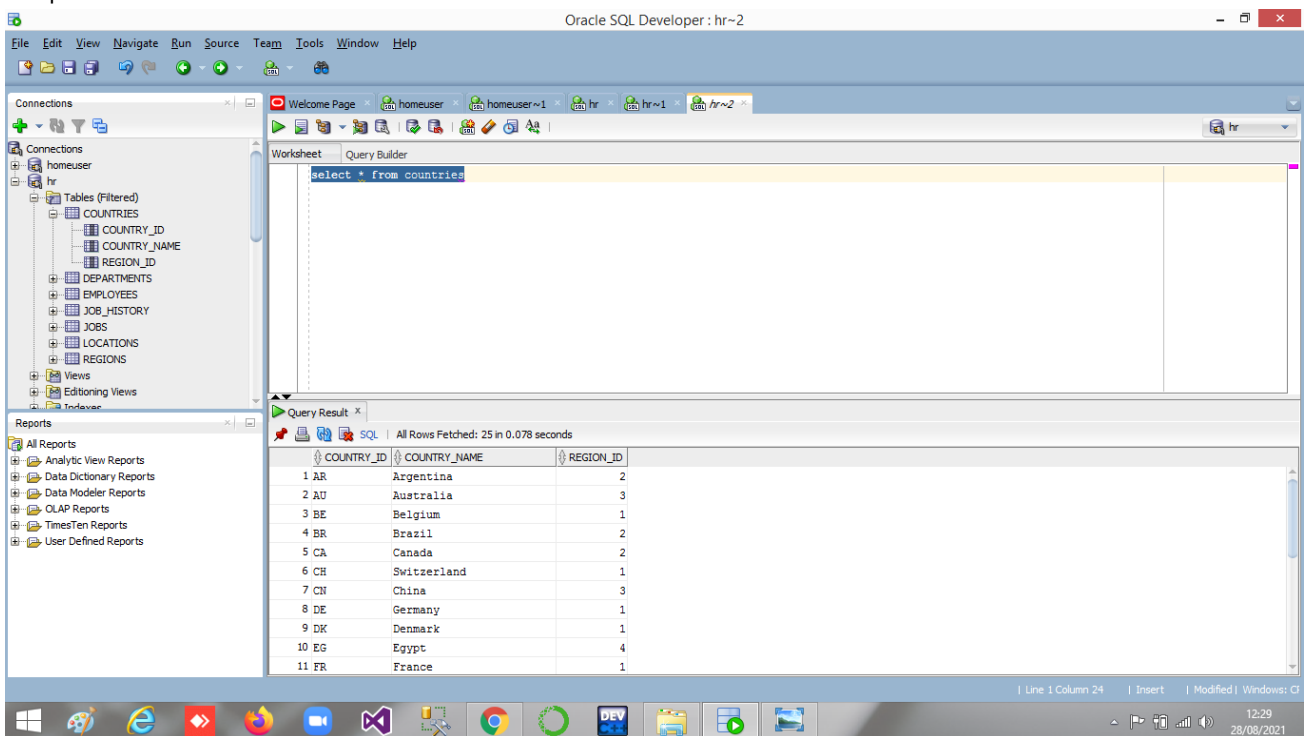 Oracle SQL Developer : hr~2
File Edit View Navigate Run Source Team Tools Window Help
Connections
Connections
homeuser
hr
Tables (Filtered)
COUNTRIES
COUNTRY_ID
COUNTRY_NAME
REGION_ID
DEPARTMENTS
EMPLOYEES
JOB_HISTORY
JOBS
LOCATIONS
REGIONS
Views
Editioning Views
Indexes
Reports
All Reports
Analytic View Reports
Data Dictionary Reports
Data Modeler Reports
OLAP Reports
TimesTen Reports
User Defined Reports
Welcome Page homeuser homeuser~1 hr hr~1 hr~2
hr
Worksheet Query Builder
select * from countries
Query Result
SQL | All Rows Fetched: 25 in 0.078 seconds
COUNTRY_ID COUNTRY_NAME REGION_ID
1 AR Argentina 2
2 AU Australia 3
3 BE Belgium 1
4 BR Brazil 2
5 CA Canada 2
6 CH Switzerland 1
7 CN China 3
8 DE Germany 1
9 DK Denmark 1
10 EG Egypt 4
11 FR France 1
| Line 1 Column 24 | Insert | Modified | Windows: C
DEV
12:29
28/08/2021